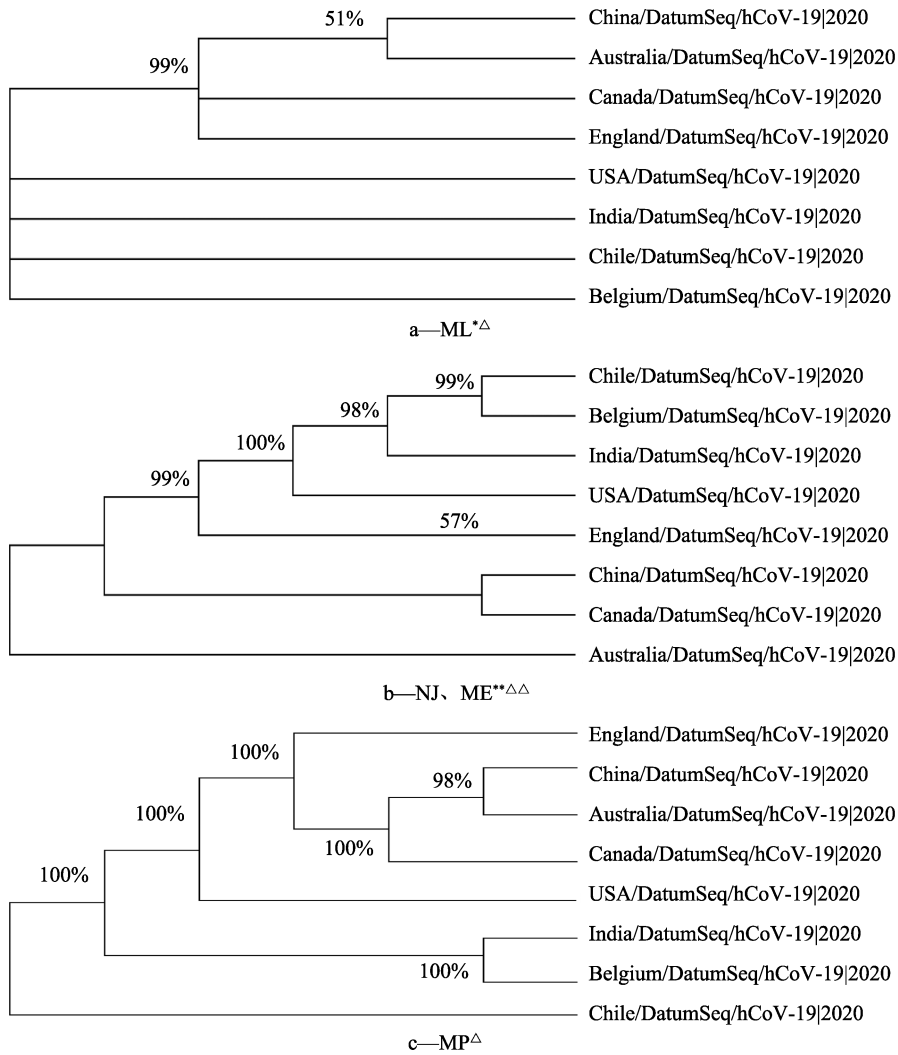 51%
China/DatumSeq/hCoV-19|2020
Australia/DatumSeq/hCoV-19|2020
99%
Canada/DatumSeq/hCoV-19|2020
England/DatumSeq/hCoV-19|2020
USA/DatumSeq/hCoV-19|2020
India/DatumSeq/hCoV-19|2020
Chile/DatumSeq/hCoV-19|2020
Belgium/DatumSeq/hCoV-19|2020
a—ML*△
99%
Chile/DatumSeq/hCoV-19|2020
98%
Belgium/DatumSeq/hCoV-19|2020
100%
India/DatumSeq/hCoV-19|2020
99%
USA/DatumSeq/hCoV-19|2020
57%
England/DatumSeq/hCoV-19|2020
China/DatumSeq/hCoV-19|2020
Canada/DatumSeq/hCoV-19|2020
Australia/DatumSeq/hCoV-19|2020
b—NJ、ME**△△
England/DatumSeq/hCoV-19|2020
100%
98%
China/DatumSeq/hCoV-19|2020
100%
Australia/DatumSeq/hCoV-19|2020
100%
Canada/DatumSeq/hCoV-19|2020
100%
USA/DatumSeq/hCoV-19|2020
India/DatumSeq/hCoV-19|2020
100%
Belgium/DatumSeq/hCoV-19|2020
Chile/DatumSeq/hCoV-19|2020
c—MP△